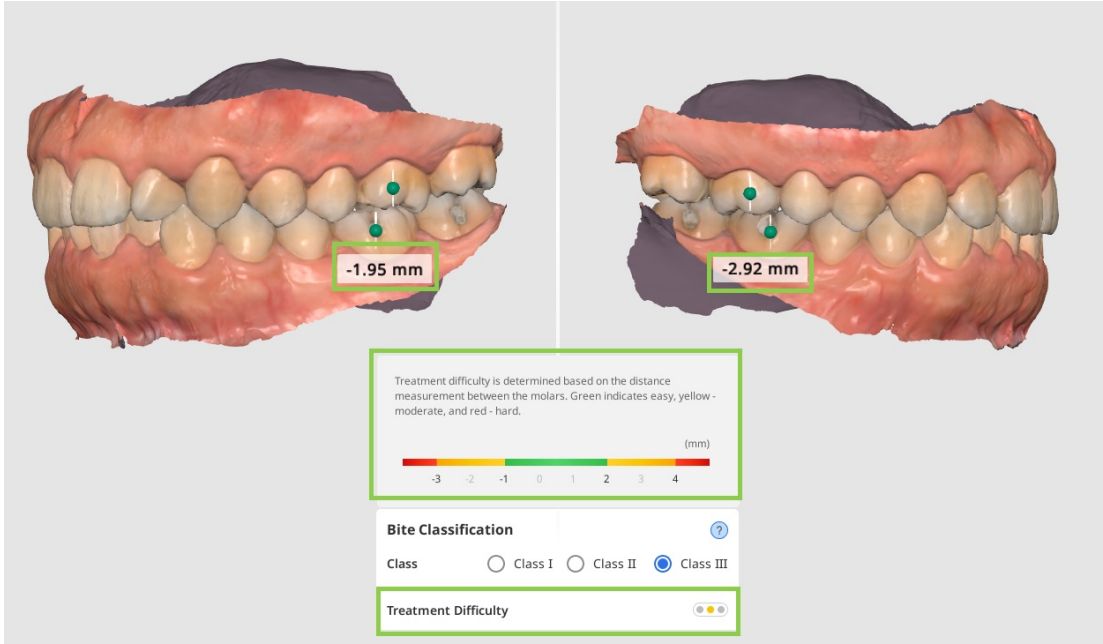 -1.95 mm
-2.92 mm
Treatment difficulty is determined based on the distance
measurement between the molars. Green indicates easy, yellow -
moderate, and red - hard.
(mm)
-3 -2 -1 0 1 2 3 4
Bite Classification ?
Class Class I Class II Class III
Treatment Difficulty